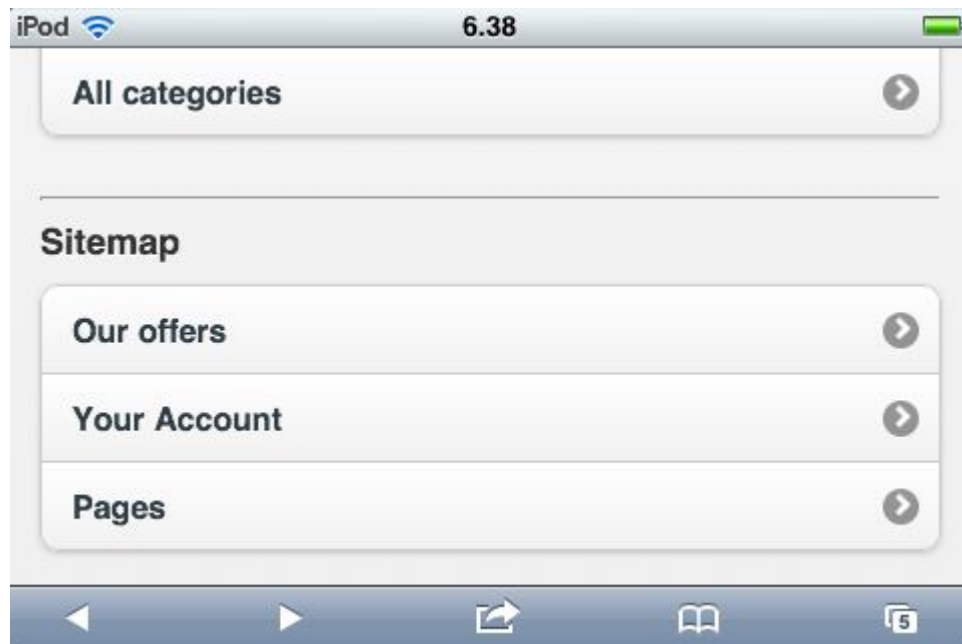 iPod 6.38
All categories
Sitemap
Our offers
Your Account
Pages
5